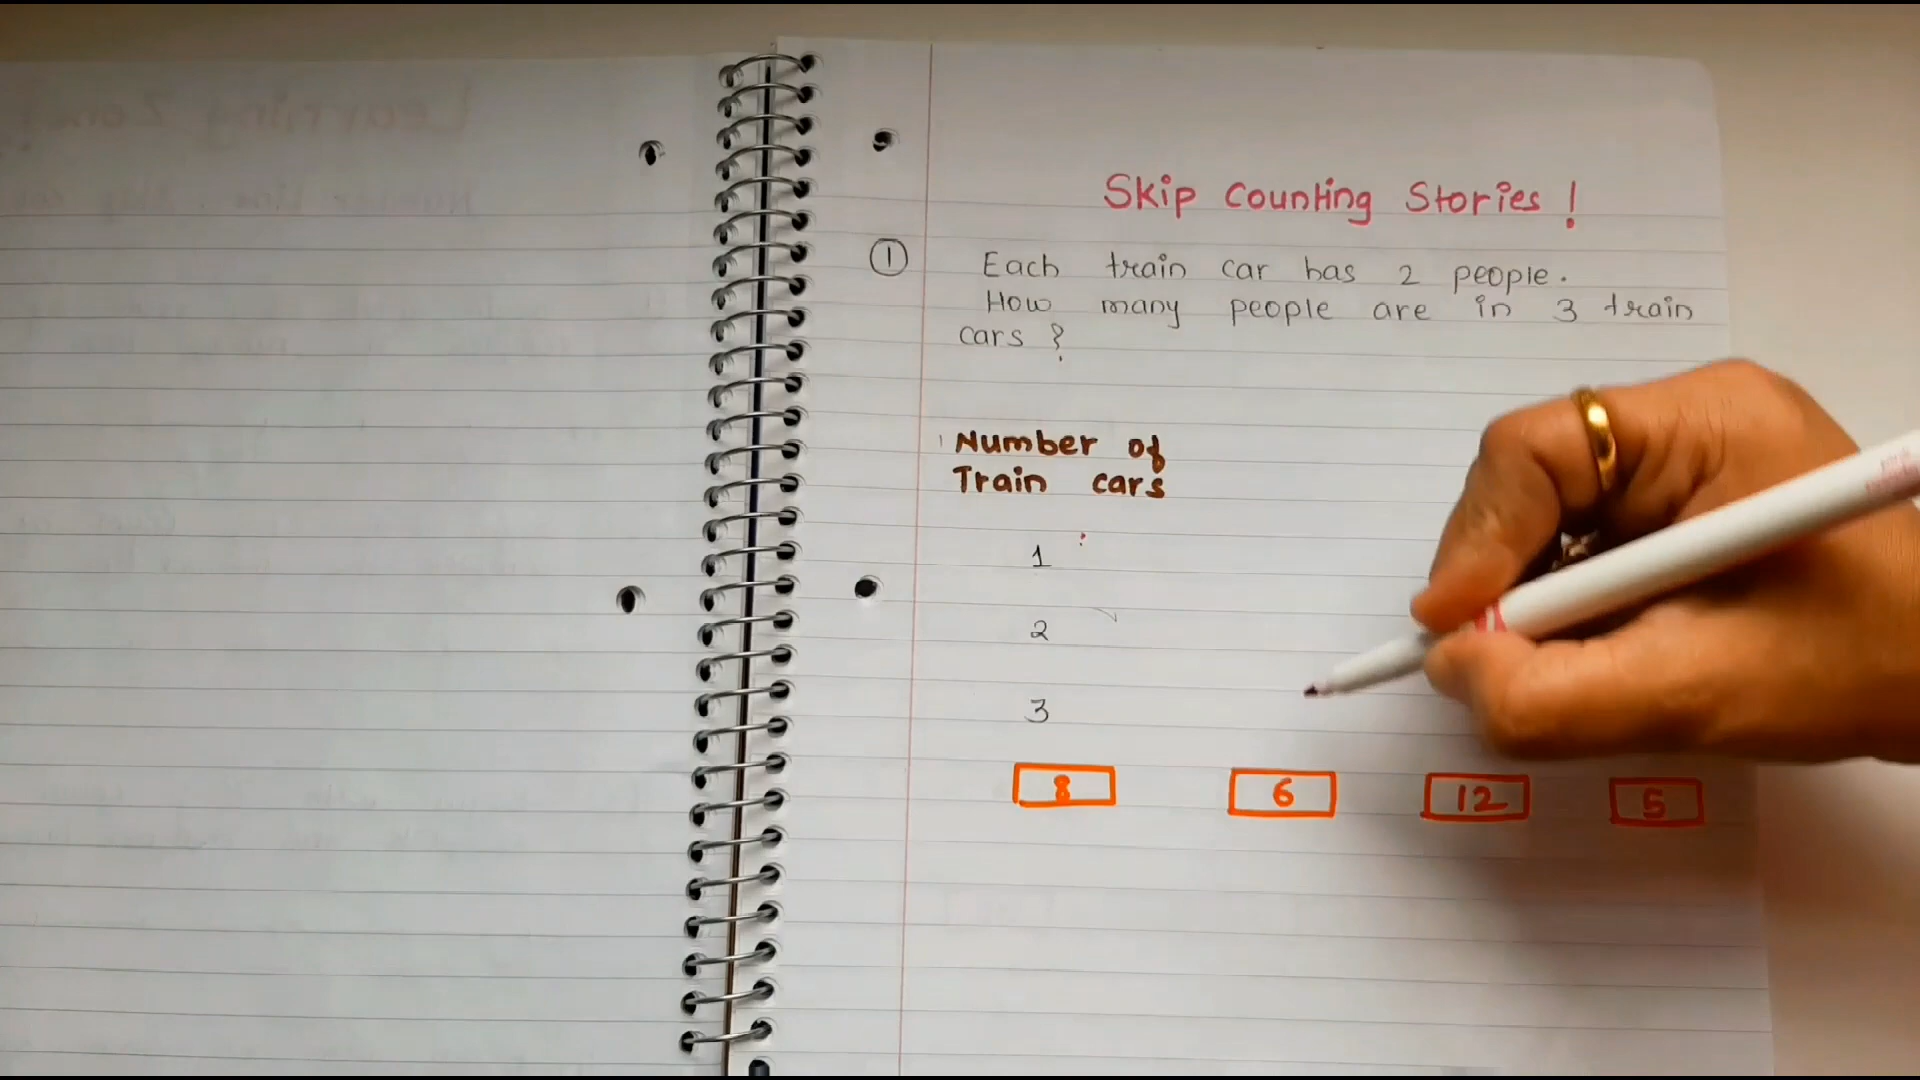 Skip Counting Stories !
① Each train car has 2 people.
How many people are in 3 train
cars ?
Number of
Train cars
1
2
3
8 6 12 5